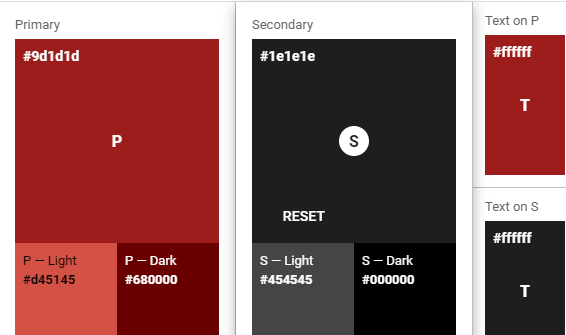 Primary
#9d1d1d
P
P — Light
#d45145
P — Dark
#680000
Secondary
#1e1e1e
S
RESET
S — Light
#454545
S — Dark
#000000
Text on P
#ffffff
T
Text on S
#ffffff
T